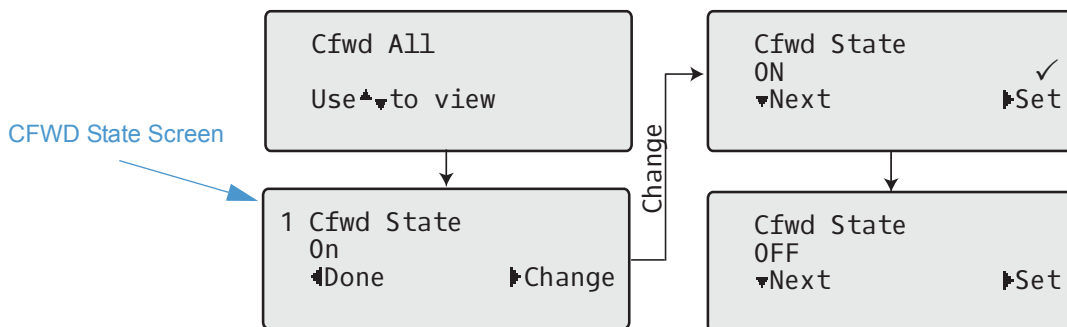 Cfwd All
Use▲▼to view
CFWD State Screen
1 Cfwd State
On
◀Done ▶Change
Change
Cfwd State
ON ✓
▼Next ▶Set
Cfwd State
OFF
▼Next ▶Set